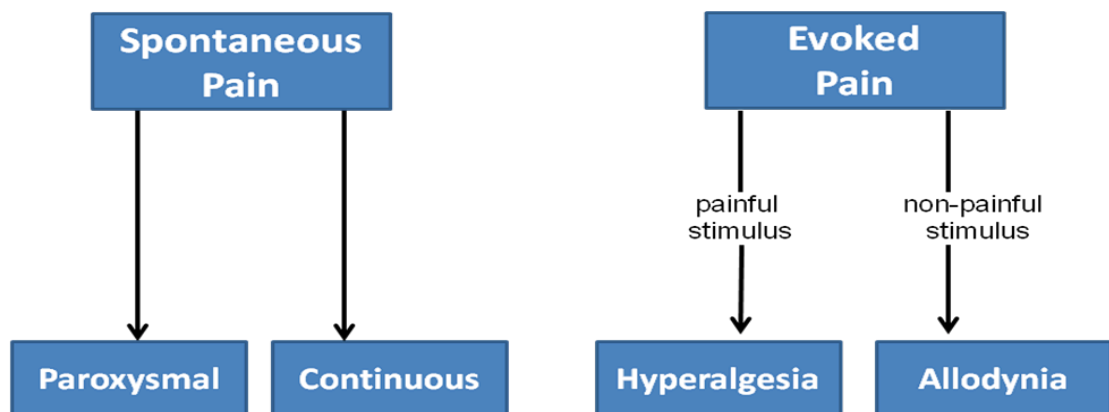 Spontaneous
Pain
Evoked
Pain
painful
stimulus
non-painful
stimulus
Paroxysmal
Continuous
Hyperalgesia
Allodynia